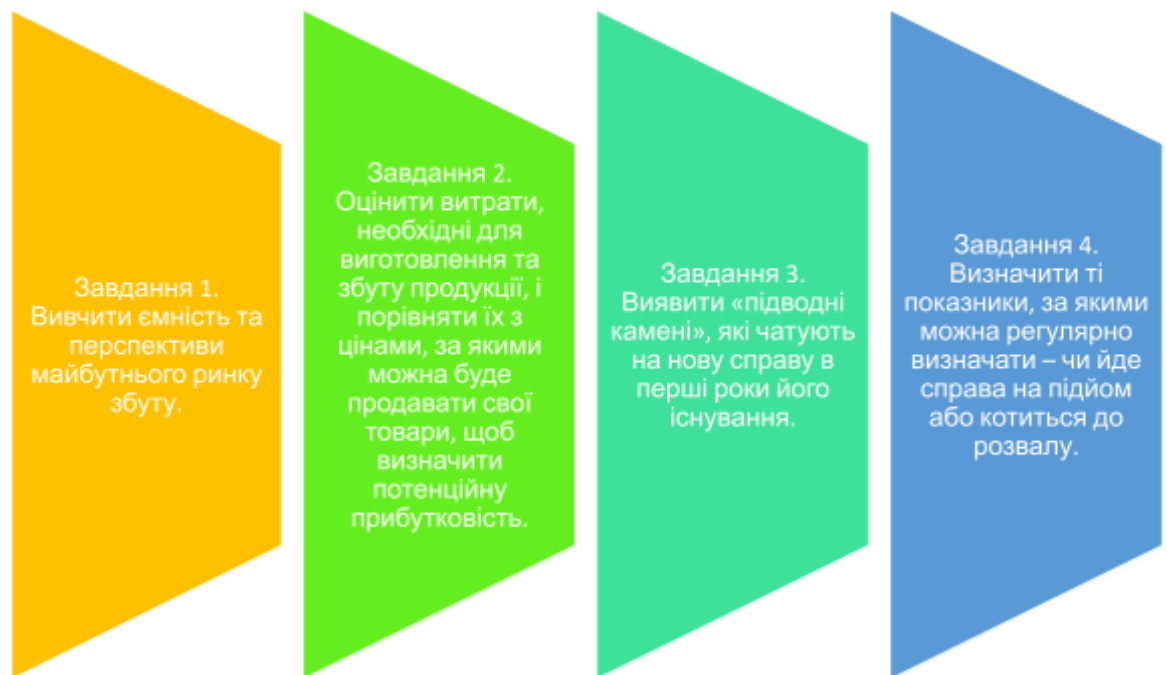 Завдання 1.
Вивчити ємність та
перспективи
майбутнього ринку
збуту.
Завдання 2.
Оцінити витрати,
необхідні для
виготовлення та
збуту продукції, і
порівняти їх з
цінами, за якими
можна буде
продавати свої
товари, щоб
визначити
потенційну
прибутковість.
Завдання 3.
Виявити «підводні
камені», які чатують
на нову справу в
перші роки його
існування.
Завдання 4.
Визначити ті
показники, за якими
можна регулярно
визначати – чи йде
справа на підйом
або котиться до
розвалу.